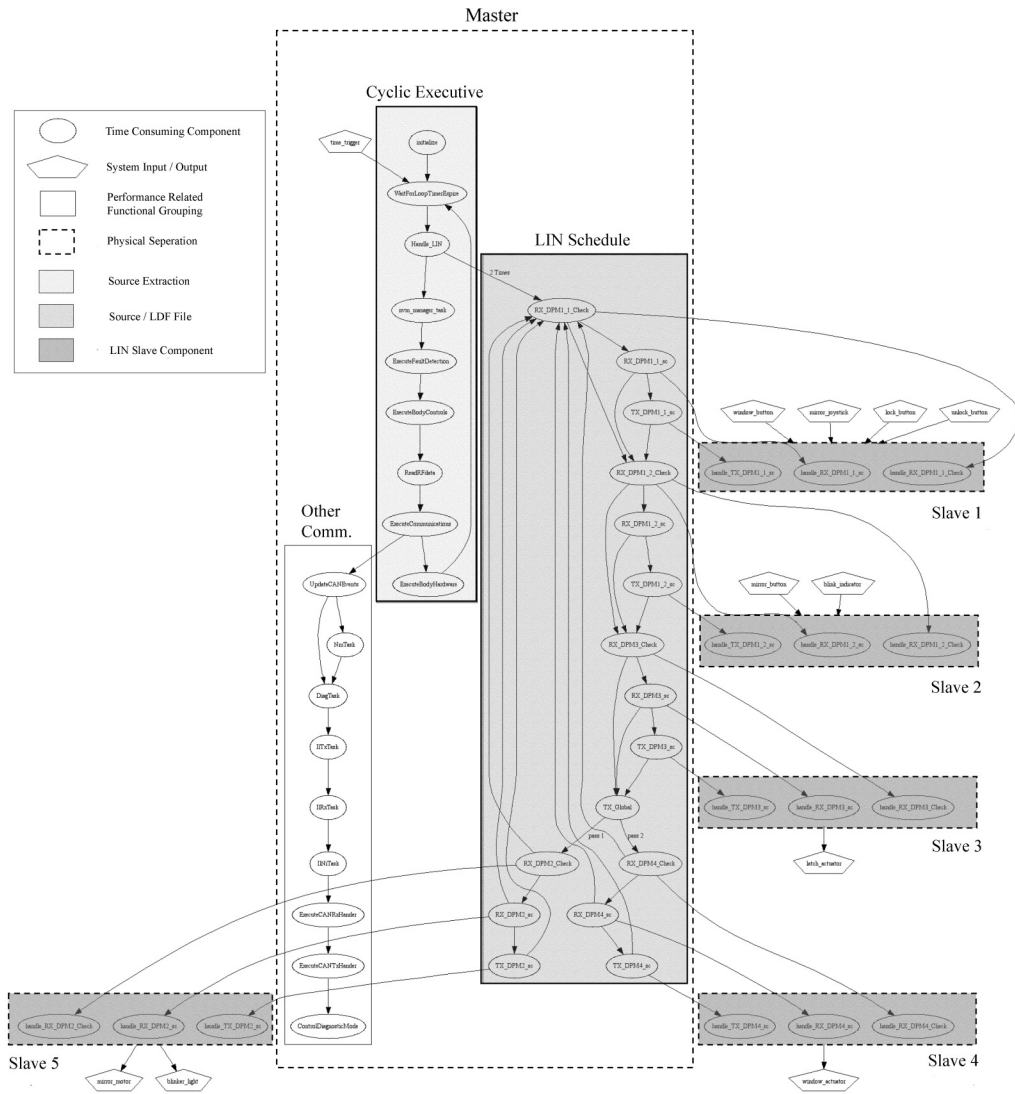 Master
Cyclic Executive
Time Consuming Component
System Input / Output
Performance Related
Functional Grouping
Physical Seperation
Source Extraction
Source / LDF File
LIN Slave Component
time_trigger
initialize
WaitForLoopTimerExpire
Handle_LIN
nvm_manager_task
ExecuteFaultDetection
ExecuteBodyControls
ReadRFdata
ExecuteCommunications
ExecuteBodyHardware
Other
Comm.
UpdateCANEvents
NmTask
DiagTask
IlTxTask
IlRxTask
ExecuteCANRxHander
ExecuteCANTxHander
ControlDiagnosticMode
LIN Schedule
2 Times
RX_DPM1_1_Check
RX_DPM1_1_sc
TX_DPM1_1_sc
RX_DPM1_2_Check
RX_DPM1_2_sc
TX_DPM1_2_sc
RX_DPM3_Check
RX_DPM3_sc
TX_DPM3_sc
TX_Global
pass 1
pass 2
RX_DPM2_Check
RX_DPM4_Check
RX_DPM2_sc
RX_DPM4_sc
TX_DPM2_sc
TX_DPM4_sc
window_button
mirror_joystick
lock_button
unlock_button
handle_TX_DPM1_1_sc
handle_RX_DPM1_1_sc
handle_RX_DPM1_1_Check
Slave 1
mirror_button
blink_indicator
handle_TX_DPM1_2_sc
handle_RX_DPM1_2_sc
handle_RX_DPM1_2_Check
Slave 2
handle_TX_DPM3_sc
handle_RX_DPM3_sc
handle_RX_DPM3_Check
Slave 3
latch_actuator
handle_TX_DPM4_sc
handle_RX_DPM4_sc
handle_RX_DPM4_Check
Slave 4
window_actuator
handle_RX_DPM2_Check
handle_RX_DPM2_sc
handle_TX_DPM2_sc
Slave 5
mirror_motor
blinker_light